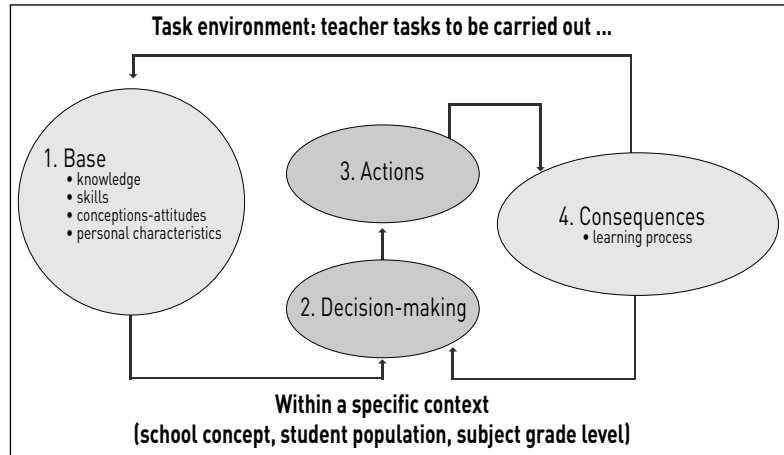 Task environment: teacher tasks to be carried out ...
1. Base
• knowledge
• skills
• conceptions-attitudes
• personal characteristics
3. Actions
4. Consequences
• learning process
2. Decision-making
Within a specific context
(school concept, student population, subject grade level)